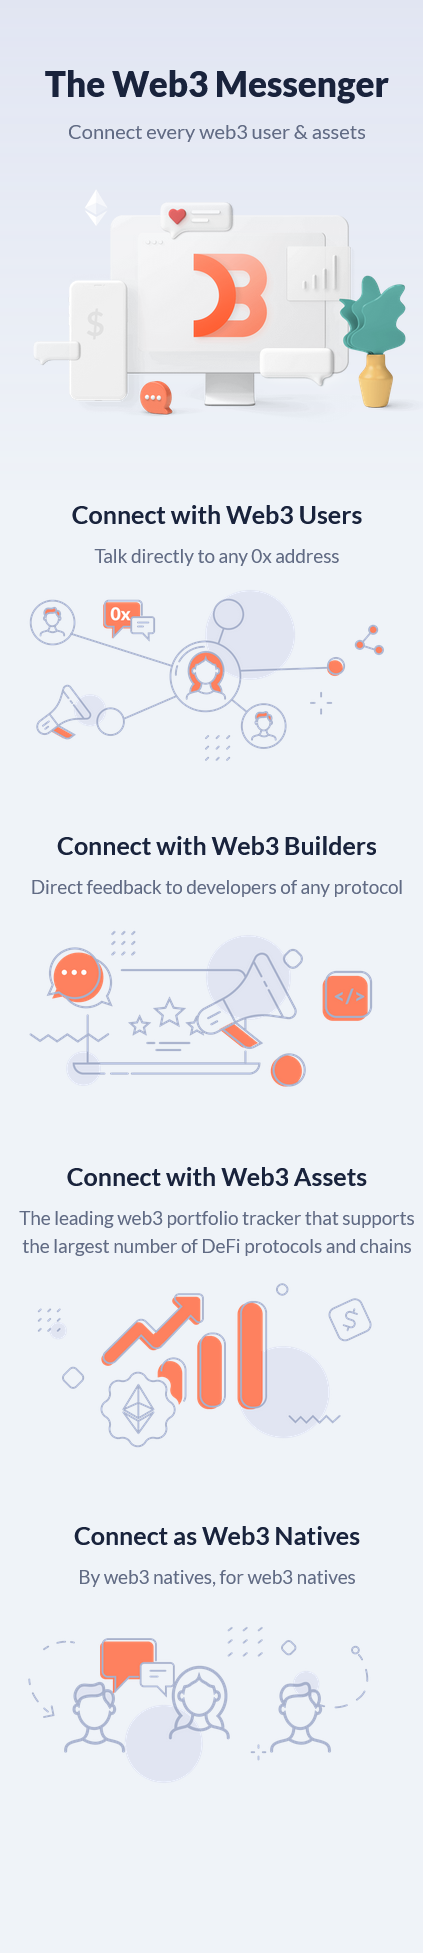 The Web3 Messenger
Connect every web3 user & assets
$
Connect with Web3 Users
Talk directly to any 0x address
0x
Connect with Web3 Builders
Direct feedback to developers of any protocol
</>
Connect with Web3 Assets
The leading web3 portfolio tracker that supports
the largest number of DeFi protocols and chains
$
Connect as Web3 Natives
By web3 natives, for web3 natives